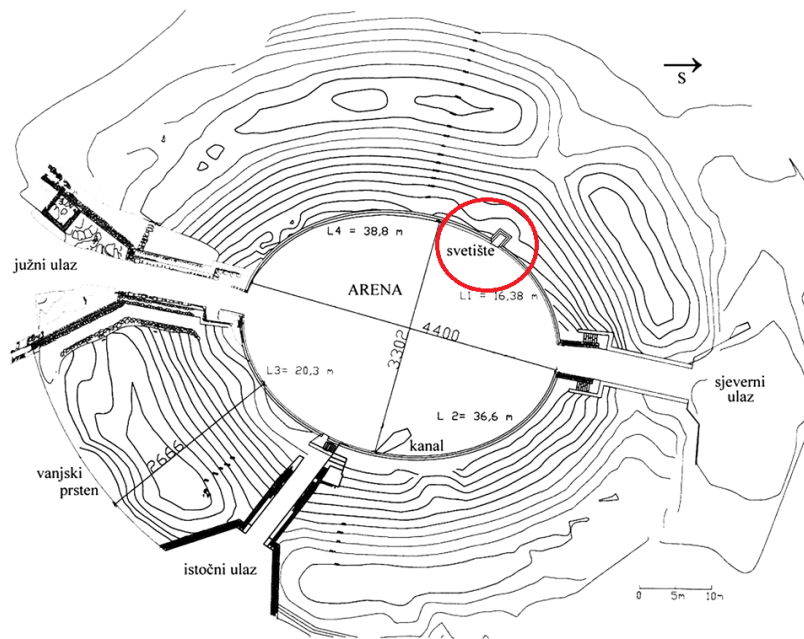 S
L4 = 38,8 m
svetište
južni ulaz
ARENA
L1 = 16,38 m
4400
3302
L3= 20,3 m
sjeverni
ulaz
L 2= 36,6 m
kanal
vanjski
prsten
2666
istočni ulaz
0 5m 10m